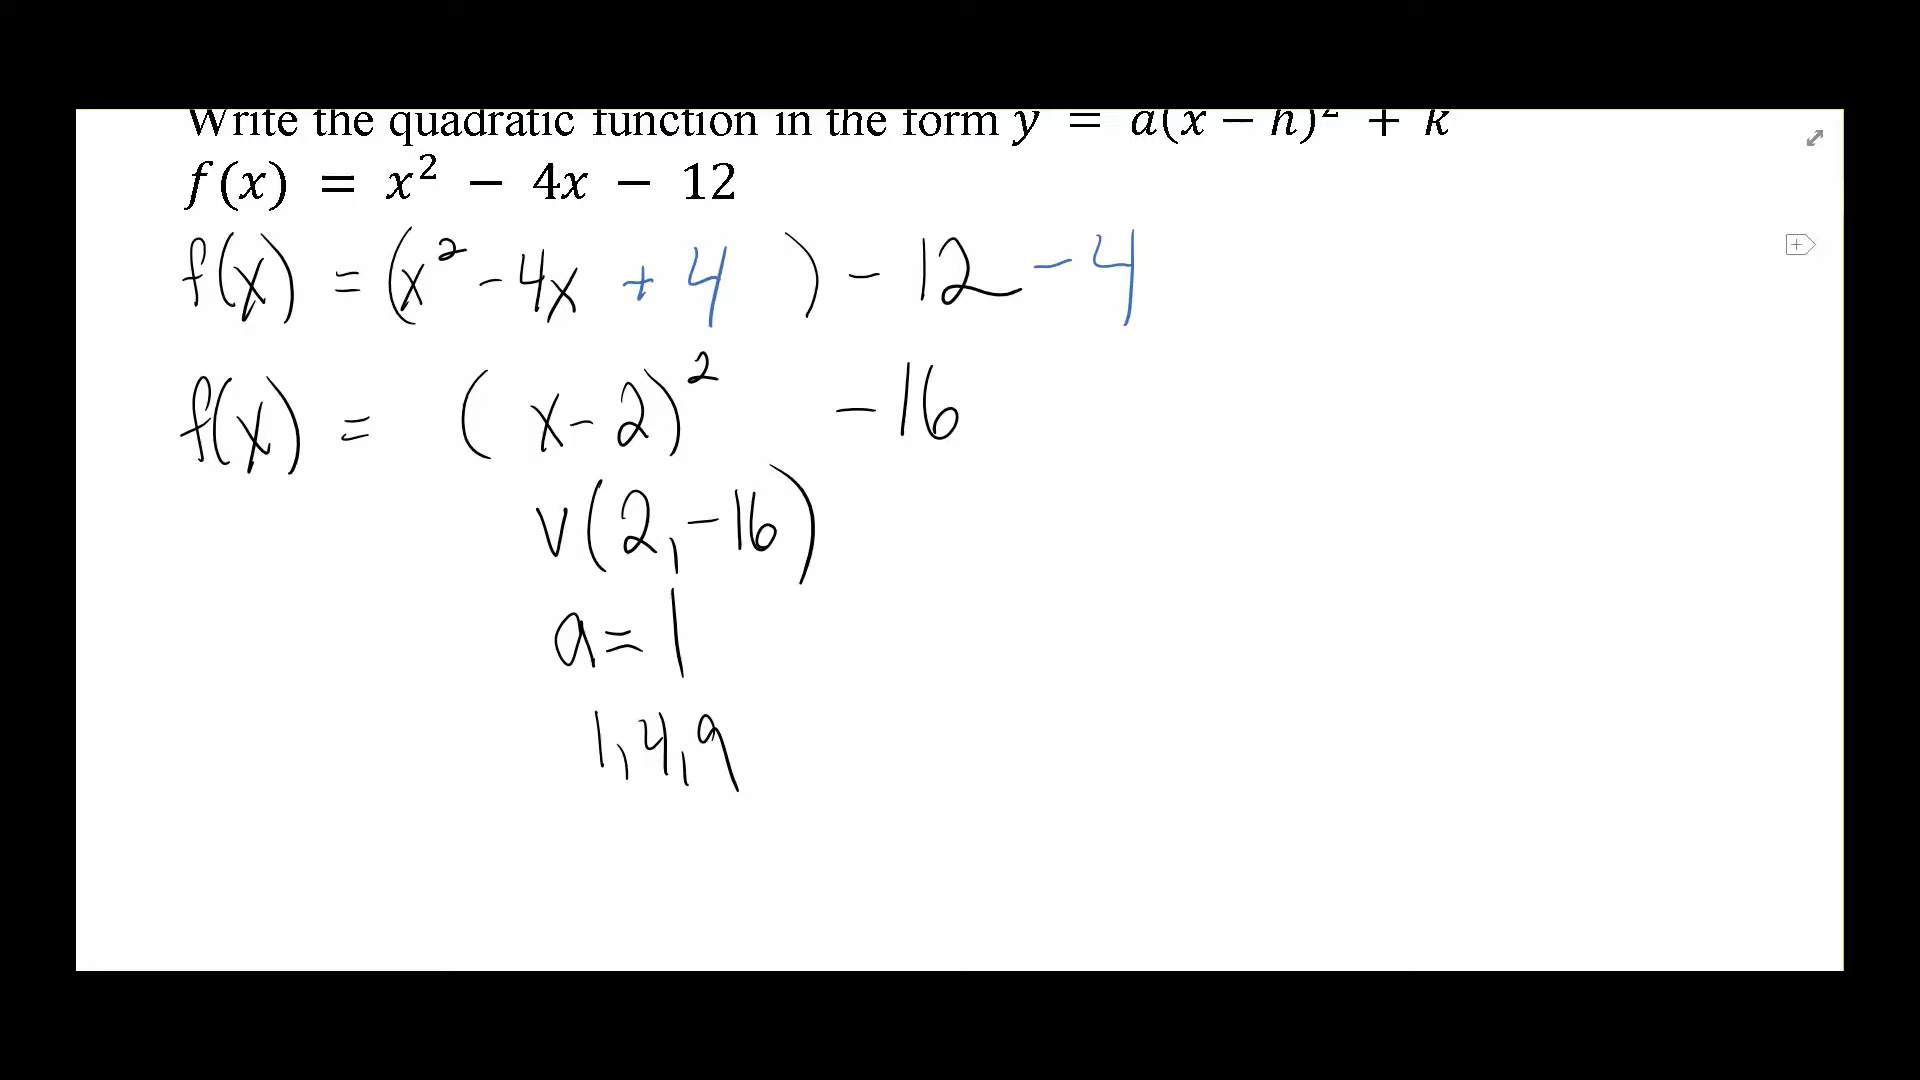 Write the quadratic function in the form y = a(x − h)² + k
f(x) = x² − 4x − 12
f(x) = (x² - 4x + 4 ) - 12 - 4
f(x) = (x-2)² -16
v(2,-16)
a=1
1,4,9